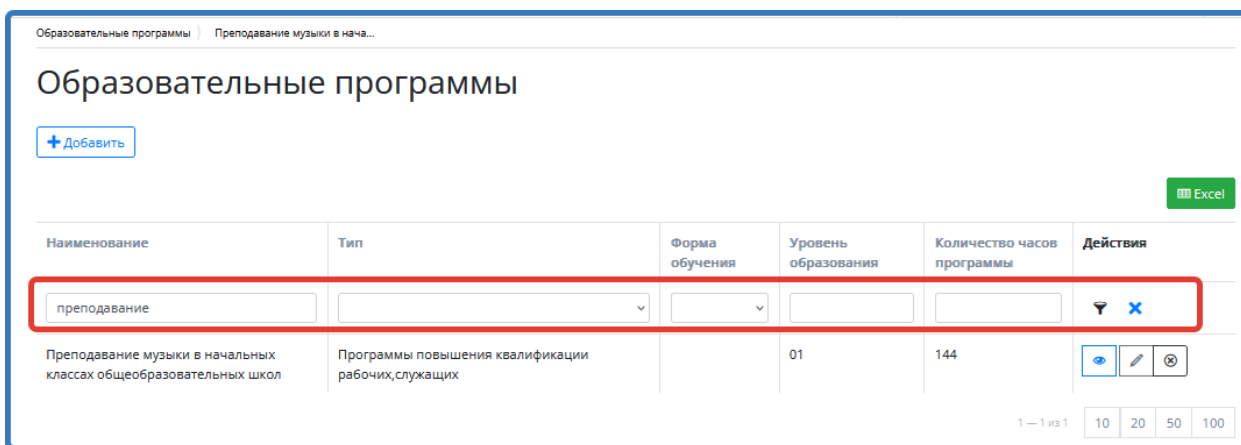 Образовательные программы Преподавание музыки в нача...
Образовательные программы
Добавить
Excel
Наименование Тип Форма обучения Уровень образования Количество часов программы Действия
преподавание
Преподавание музыки в начальных классах общеобразовательных школ Программы повышения квалификации рабочих,служащих 01 144
1 — 1 из 1 10 20 50 100